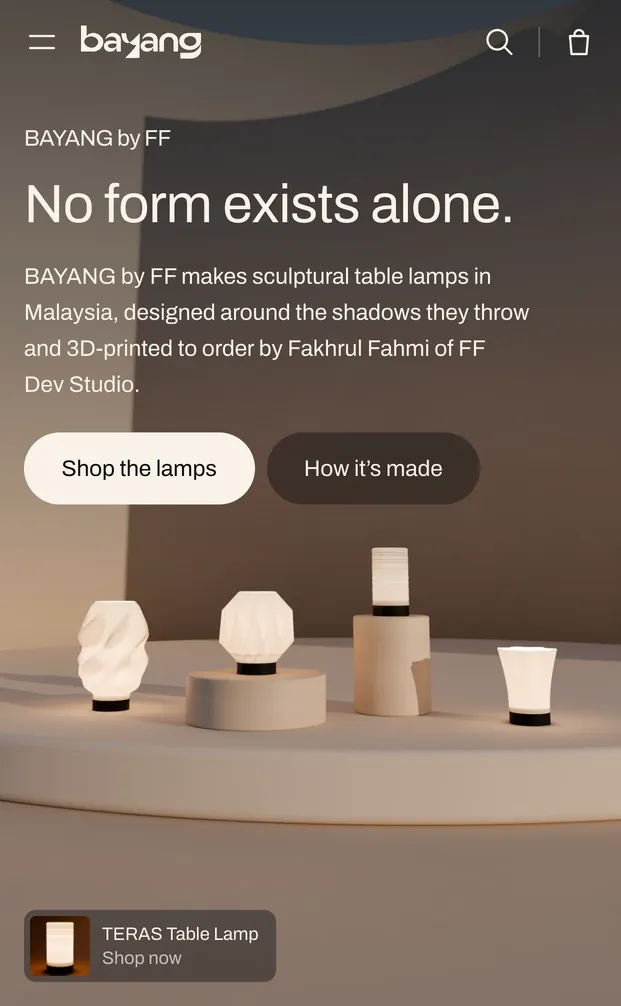 bayang
BAYANG by FF
No form exists alone.
BAYANG by FF makes sculptural table lamps in
Malaysia, designed around the shadows they throw
and 3D-printed to order by Fakhrul Fahmi of FF
Dev Studio.
Shop the lamps
How it’s made
TERAS Table Lamp
Shop now